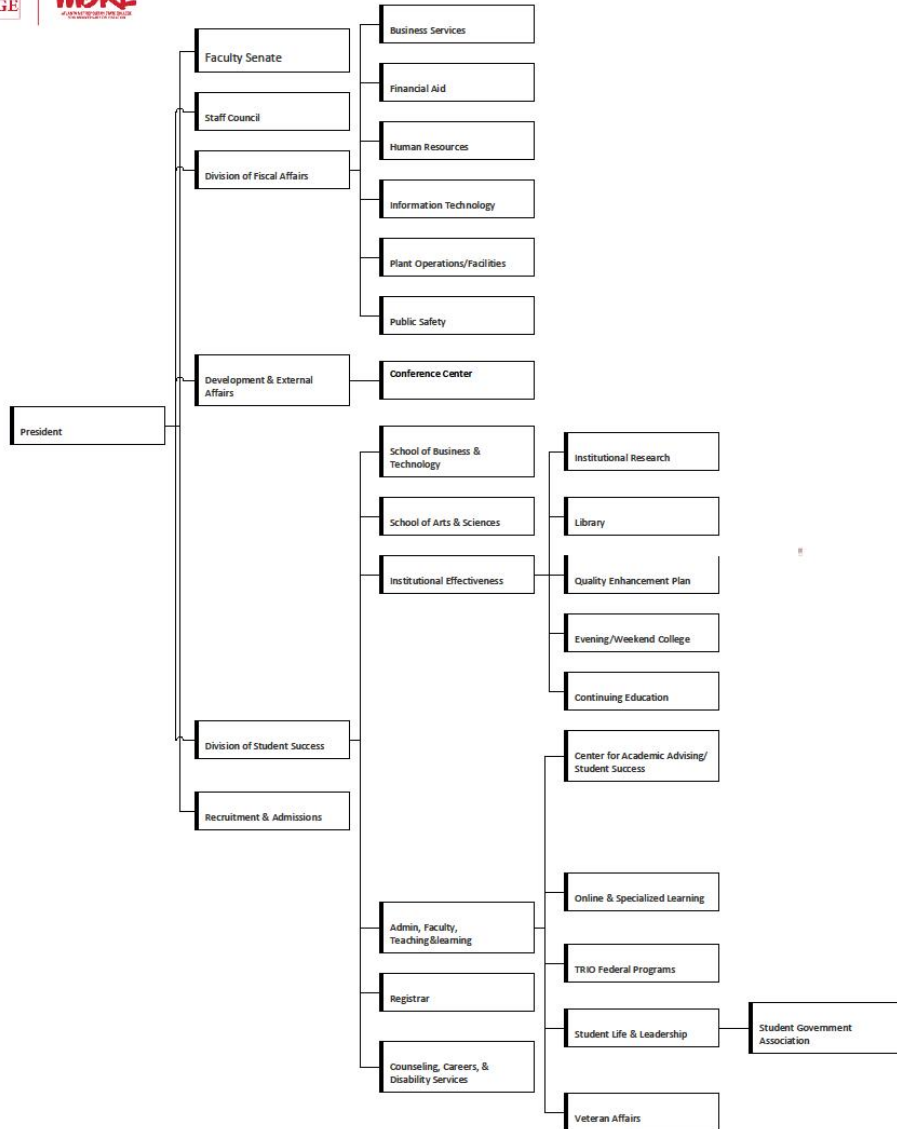 GE
MORE
Business Services
Faculty Senate
Financial Aid
Staff Council
Human Resources
Division of Fiscal Affairs
Information Technology
Plant Operations/Facilities
Public Safety
Development & External
Affairs
Conference Center
President
School of Business &
Technology
Institutional Research
School of Arts & Sciences
Library
Institutional Effectiveness
Quality Enhancement Plan
Evening/Weekend College
Continuing Education
Division of Student Success
Center for Academic Advising/
Student Success
Recruitment & Admissions
Online & Specialized Learning
Admin, Faculty,
Teaching&learning
TRIO Federal Programs
Registrar
Student Life & Leadership
Student Government
Association
Counseling, Careers, &
Disability Services
Veteran Affairs